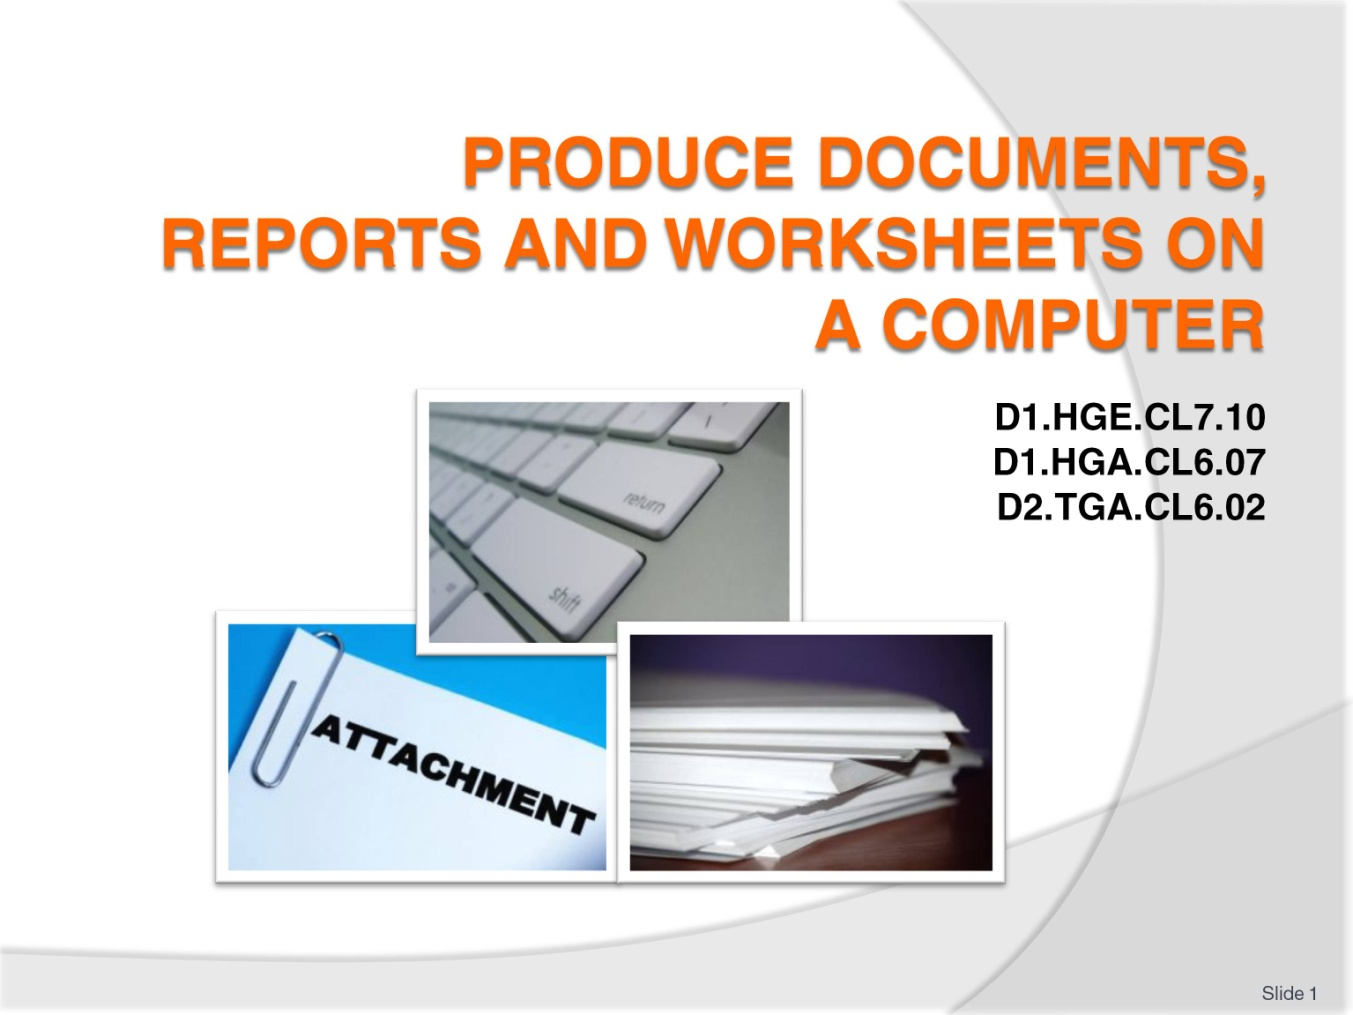 PRODUCE DOCUMENTS,
REPORTS AND WORKSHEETS ON
A COMPUTER
D1.HGE.CL7.10
D1.HGA.CL6.07
D2.TGA.CL6.02
return
shift
ATTACHMENT
Slide 1